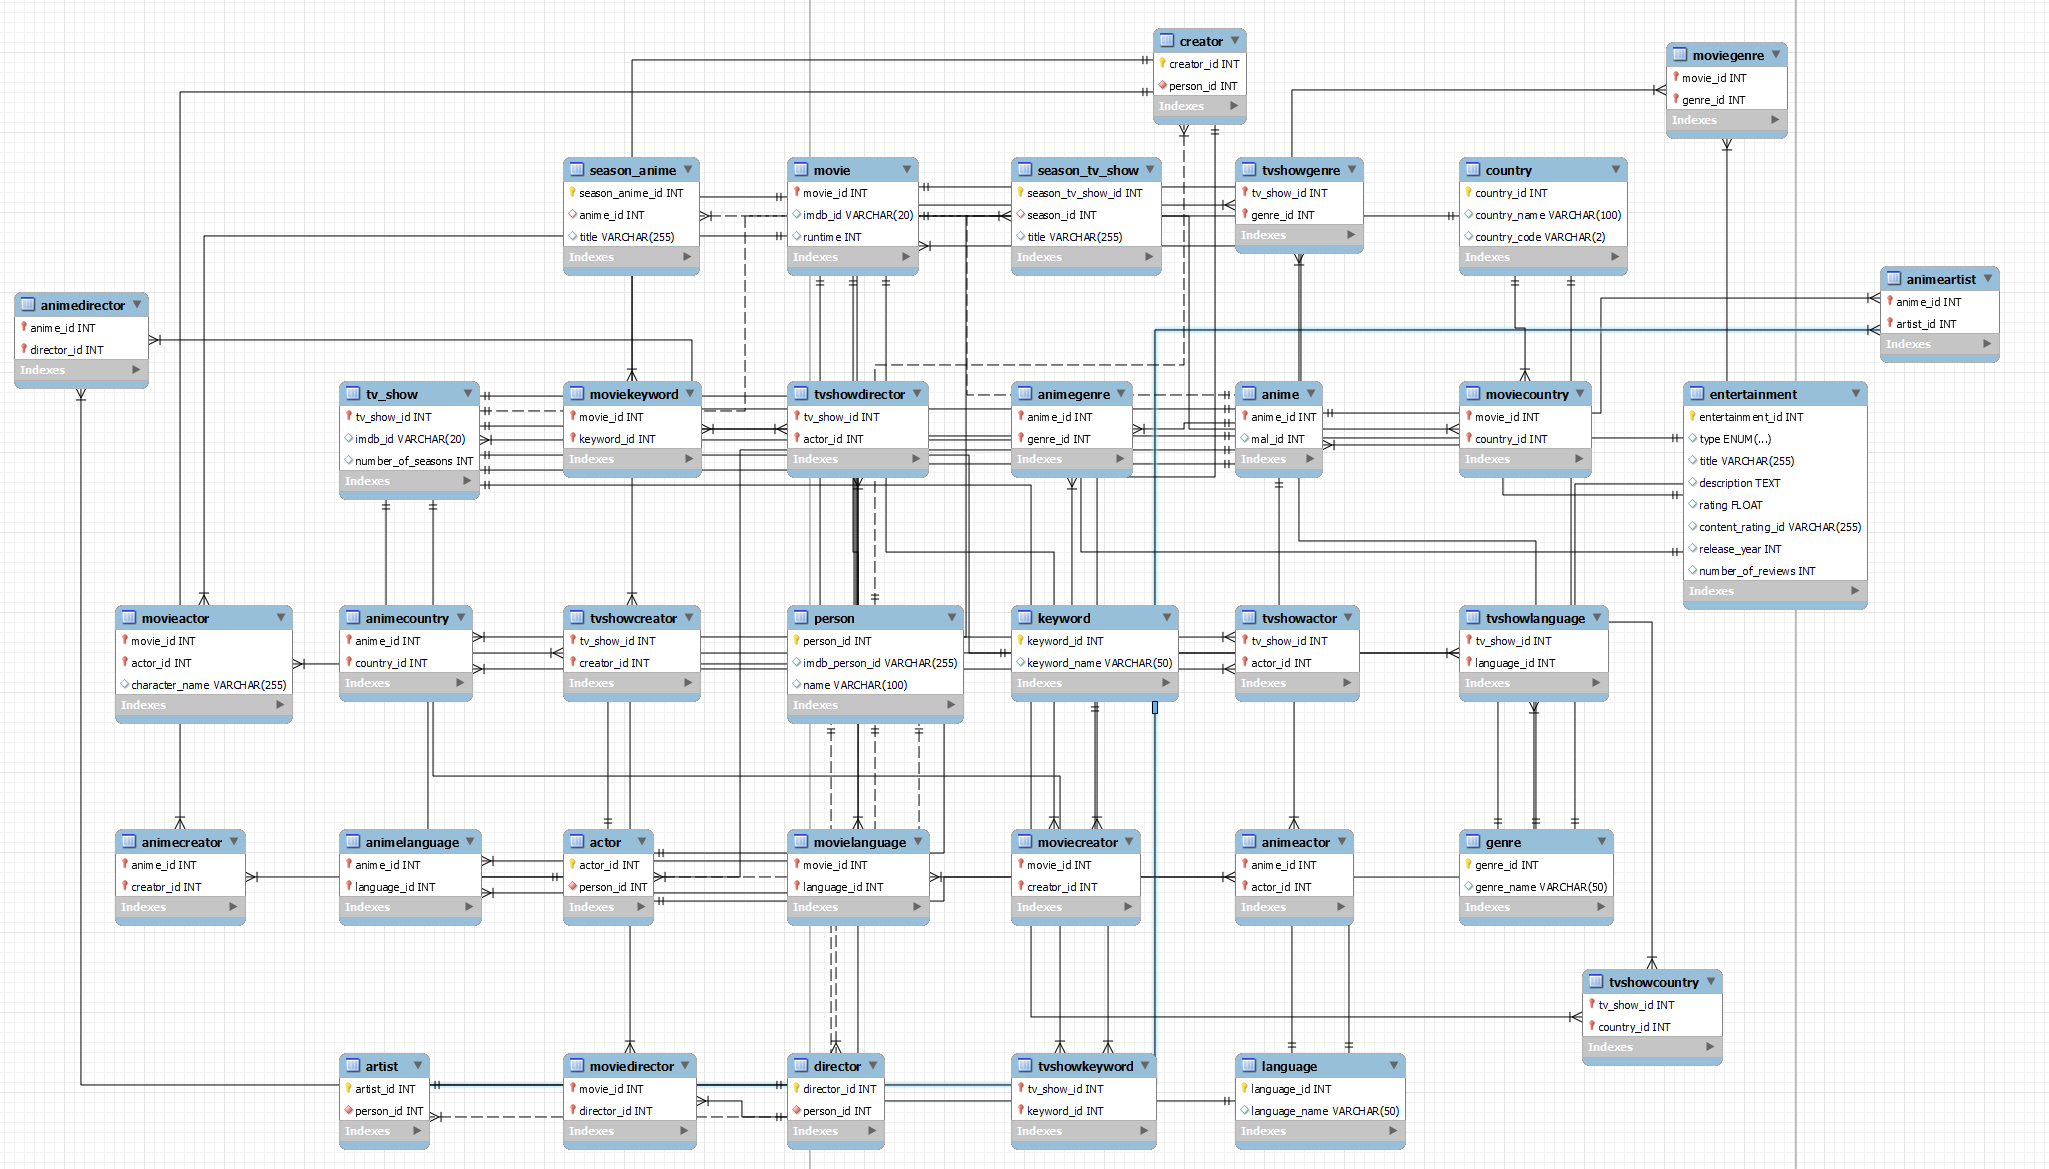 creator
creator_id INT
person_id INT
Indexes
moviegenre
movie_id INT
genre_id INT
Indexes
season_anime
season_anime_id INT
anime_id INT
title VARCHAR(255)
Indexes
movie
movie_id INT
imdb_id VARCHAR(20)
runtime INT
Indexes
season_tv_show
season_tv_show_id INT
season_id INT
title VARCHAR(255)
Indexes
tvshowgenre
tv_show_id INT
genre_id INT
Indexes
country
country_id INT
country_name VARCHAR(100)
country_code VARCHAR(2)
Indexes
animeartist
anime_id INT
artist_id INT
Indexes
animedirector
anime_id INT
director_id INT
Indexes
tv_show
tv_show_id INT
imdb_id VARCHAR(20)
number_of_seasons INT
Indexes
moviekeyword
movie_id INT
keyword_id INT
Indexes
tvshowdirector
tv_show_id INT
actor_id INT
Indexes
animegenre
anime_id INT
genre_id INT
Indexes
anime
anime_id INT
mal_id INT
Indexes
moviecountry
movie_id INT
country_id INT
Indexes
entertainment
entertainment_id INT
type ENUM(...)
title VARCHAR(255)
description TEXT
rating FLOAT
content_rating_id VARCHAR(255)
release_year INT
number_of_reviews INT
Indexes
movieactor
movie_id INT
actor_id INT
character_name VARCHAR(255)
Indexes
animecountry
anime_id INT
country_id INT
Indexes
tvshowcreator
tv_show_id INT
creator_id INT
Indexes
person
person_id INT
imdb_person_id VARCHAR(255)
name VARCHAR(100)
Indexes
keyword
keyword_id INT
keyword_name VARCHAR(50)
Indexes
tvshowactor
tv_show_id INT
actor_id INT
Indexes
tvshowlanguage
tv_show_id INT
language_id INT
Indexes
animecreator
anime_id INT
creator_id INT
Indexes
animelanguage
anime_id INT
language_id INT
Indexes
actor
actor_id INT
person_id INT
Indexes
movielanguage
movie_id INT
language_id INT
Indexes
moviecreator
movie_id INT
creator_id INT
Indexes
animeactor
anime_id INT
actor_id INT
Indexes
genre
genre_id INT
genre_name VARCHAR(50)
Indexes
tvshowcountry
tv_show_id INT
country_id INT
Indexes
artist
artist_id INT
person_id INT
Indexes
moviedirector
movie_id INT
director_id INT
Indexes
director
director_id INT
person_id INT
Indexes
tvshowkeyword
tv_show_id INT
keyword_id INT
Indexes
language
language_id INT
language_name VARCHAR(50)
Indexes